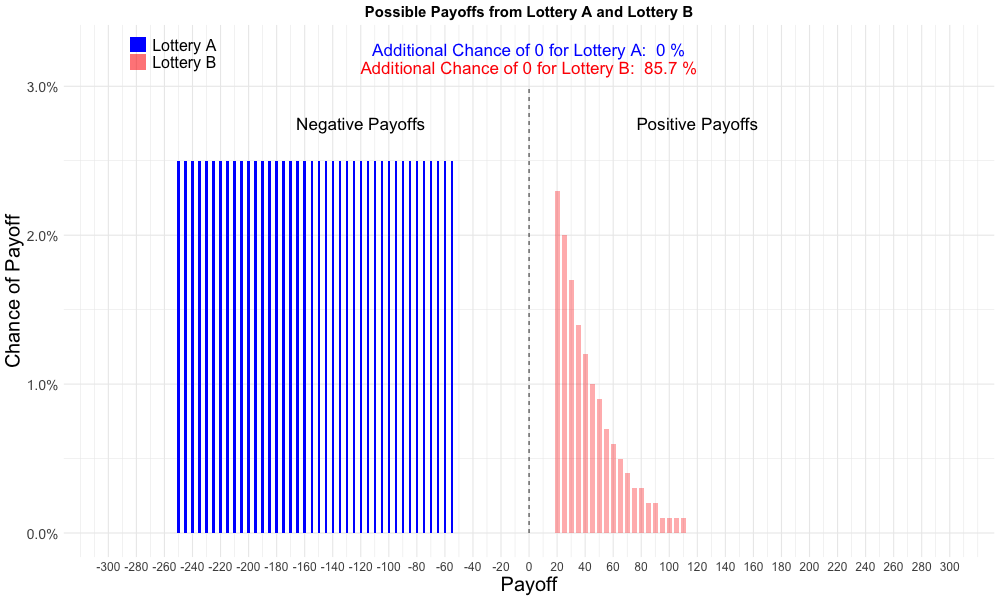 Possible Payoffs from Lottery A and Lottery B
Lottery A
Lottery B
Additional Chance of 0 for Lottery A:  0 %
Additional Chance of 0 for Lottery B:  85.7 %
Negative Payoffs
Positive Payoffs
Chance of Payoff
3.0%
2.0%
1.0%
0.0%
-300 -280 -260 -240 -220 -200 -180 -160 -140 -120 -100 -80 -60 -40 -20 0 20 40 60 80 100 120 140 160 180 200 220 240 260 280 300
Payoff